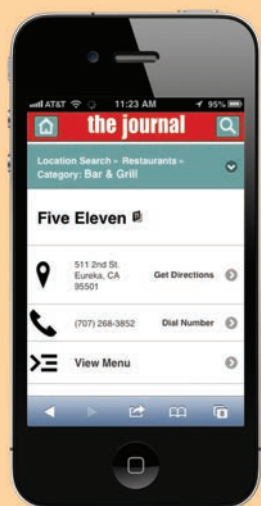 AT&T 11:23 AM 95%
the journal
Location Search » Restaurants »
Category: Bar & Grill
Five Eleven
511 2nd St.
Eureka, CA
95501
Get Directions
(707) 268-3852 Dial Number
View Menu